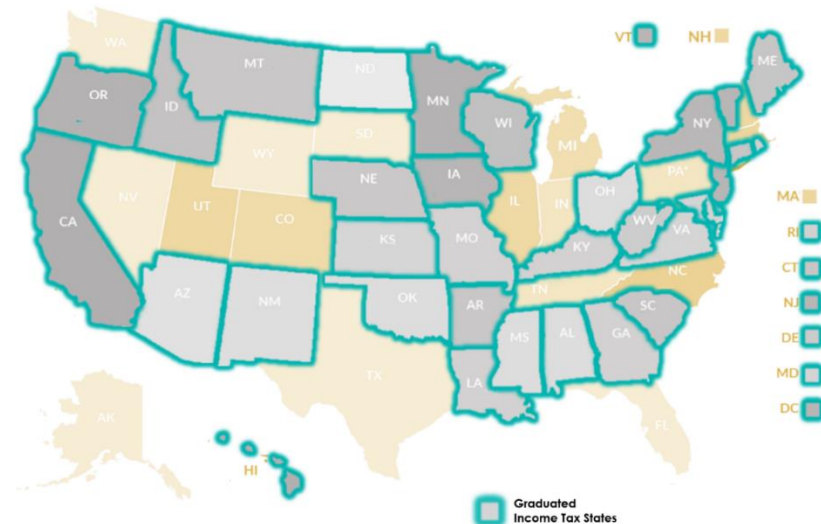 WA
MT
ND
OR
ID
MN
VT
NH
ME
WI
NY
SD
WY
MI
NE
IA
PA*
NV
UT
CO
IL
IN
OH
MA
CA
KS
MO
WV
VA
RI
KY
NC
CT
AZ
NM
OK
AR
TN
SC
NJ
MS
AL
GA
DE
TX
LA
MD
AK
FL
DC
HI
Graduated
Income Tax States